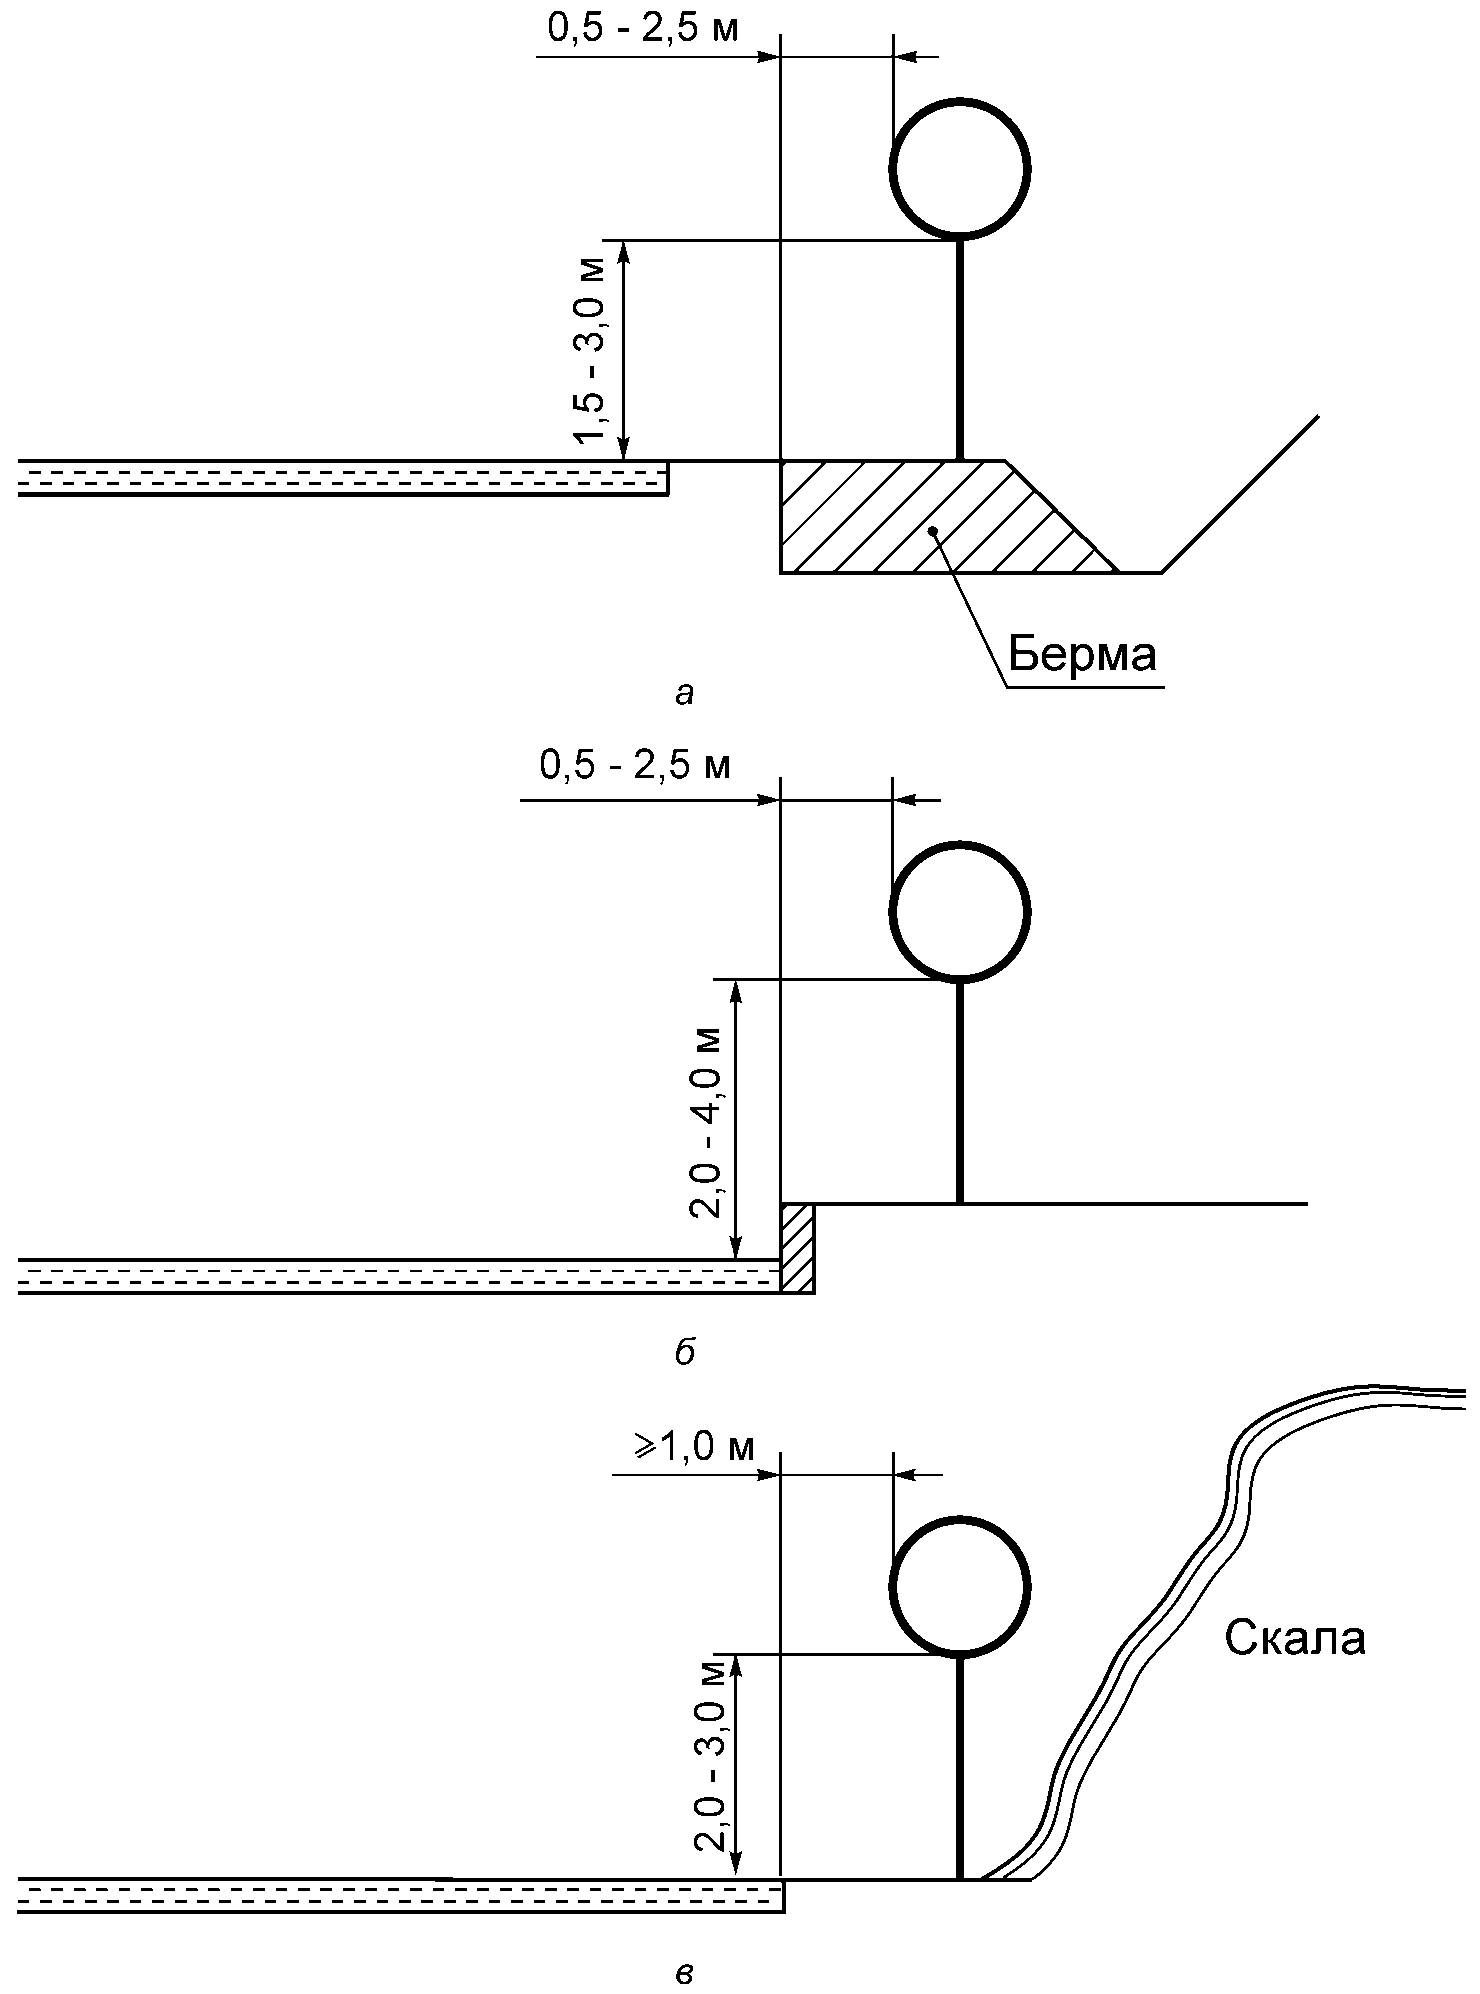 0,5 - 2,5 м
1,5 - 3,0 м
Берма
а
0,5 - 2,5 м
2,0 - 4,0 м
б
⩾1,0 м
Скала
2,0 - 3,0 м
в